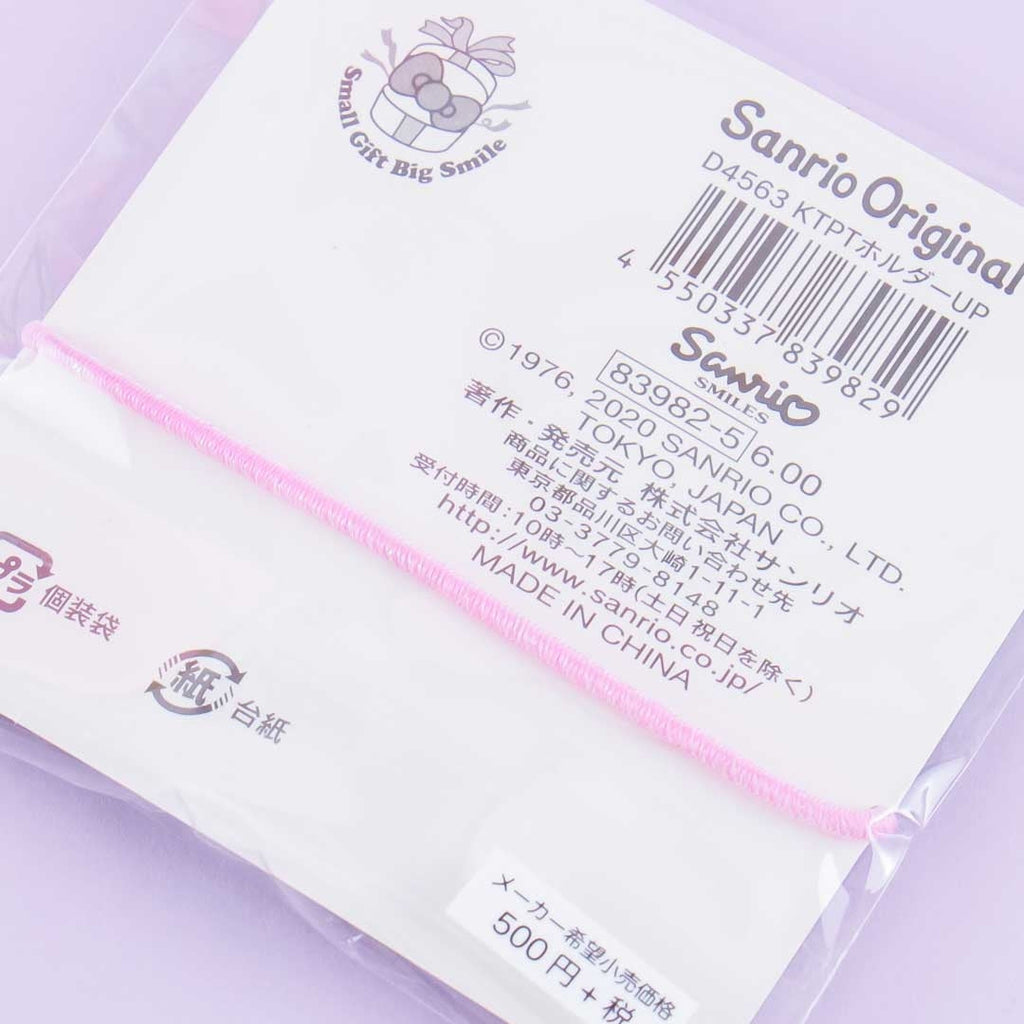 Small Gift Big Smile
Sanrio Original
D4563 KTPTホルダーUP
4 550337 839829
Sanrio
SMILES
83982-5 6.00
© 1976, 2020 SANRIO CO., LTD.
TOKYO, JAPAN
著作・発売元 株式会社サンリオ
商品に関するお問い合わせ先
東京都品川区大崎1-11-1
03-3779-8148
受付時間:10時〜17時(土日祝日を除く)
http://www.sanrio.co.jp/
MADE IN CHINA
プラ 個装袋
紙 台紙
メーカー希望小売価格
500円+税